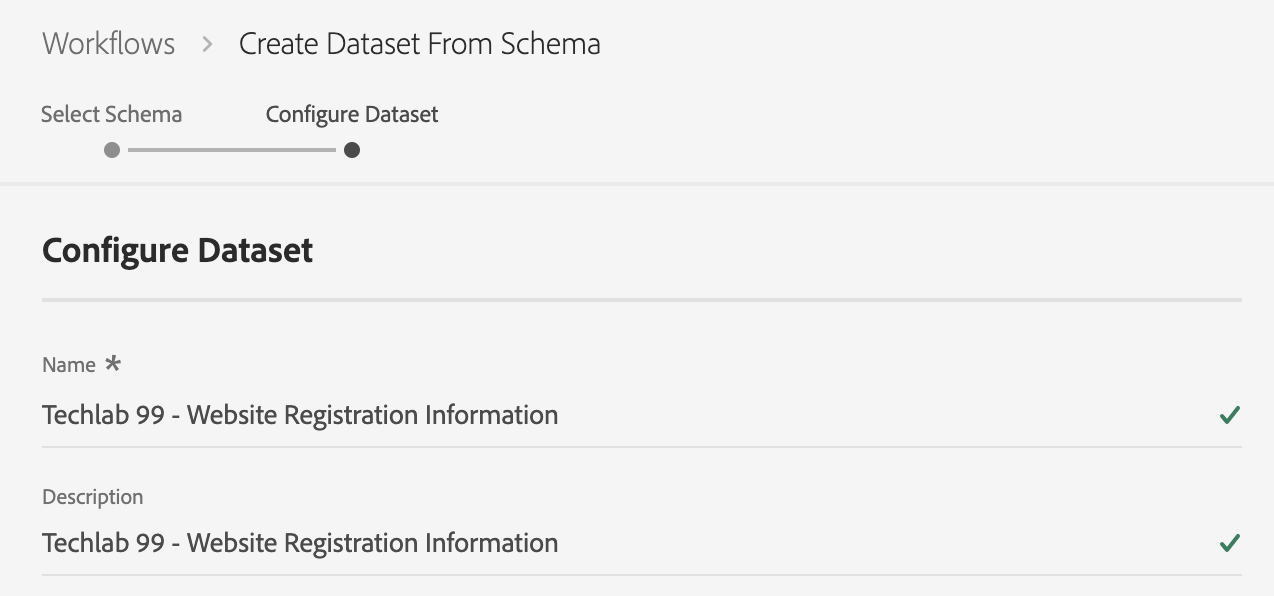 Workflows > Create Dataset From Schema
Select Schema Configure Dataset
Configure Dataset
Name *
Techlab 99 - Website Registration Information
Description
Techlab 99 - Website Registration Information